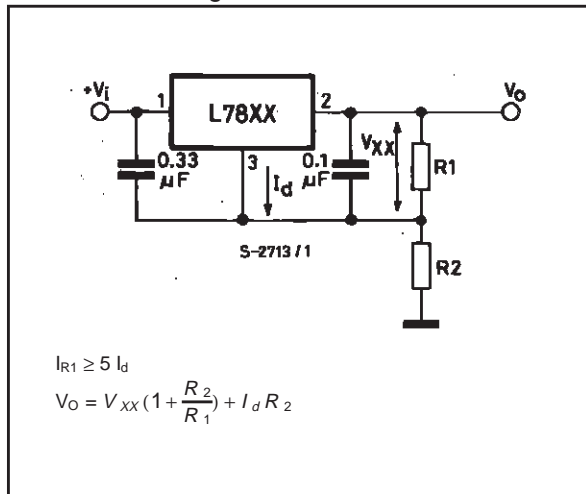 +Vi
1
L78XX
2
Vo
0.33
µF
3
Id
0.1
µF
VXX
R1
S-2713/1
R2
IR1 ≥ 5 Id
VO = VXX (1 + R2/R1) + Id R2